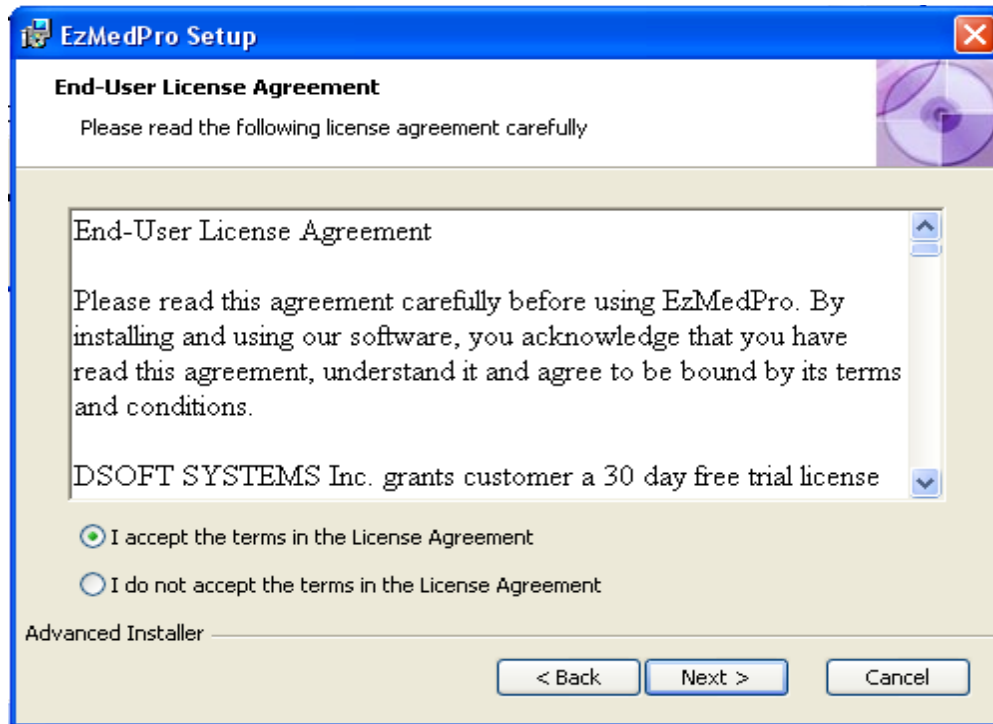 EzMedPro Setup
End-User License Agreement
Please read the following license agreement carefully
End-User License Agreement
Please read this agreement carefully before using EzMedPro. By
installing and using our software, you acknowledge that you have
read this agreement, understand it and agree to be bound by its terms
and conditions.
DSOFT SYSTEMS Inc. grants customer a 30 day free trial license
I accept the terms in the License Agreement
I do not accept the terms in the License Agreement
Advanced Installer
< Back Next > Cancel